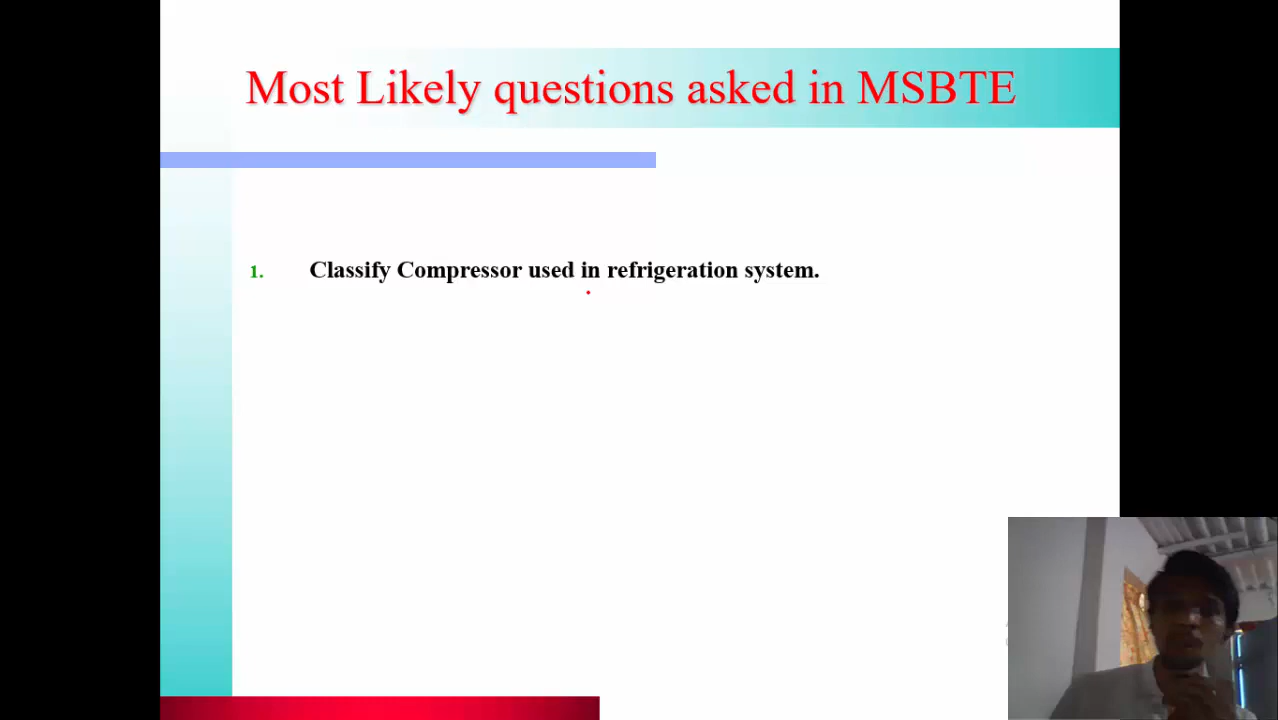 Most Likely questions asked in MSBTE
1. Classify Compressor used in refrigeration system.